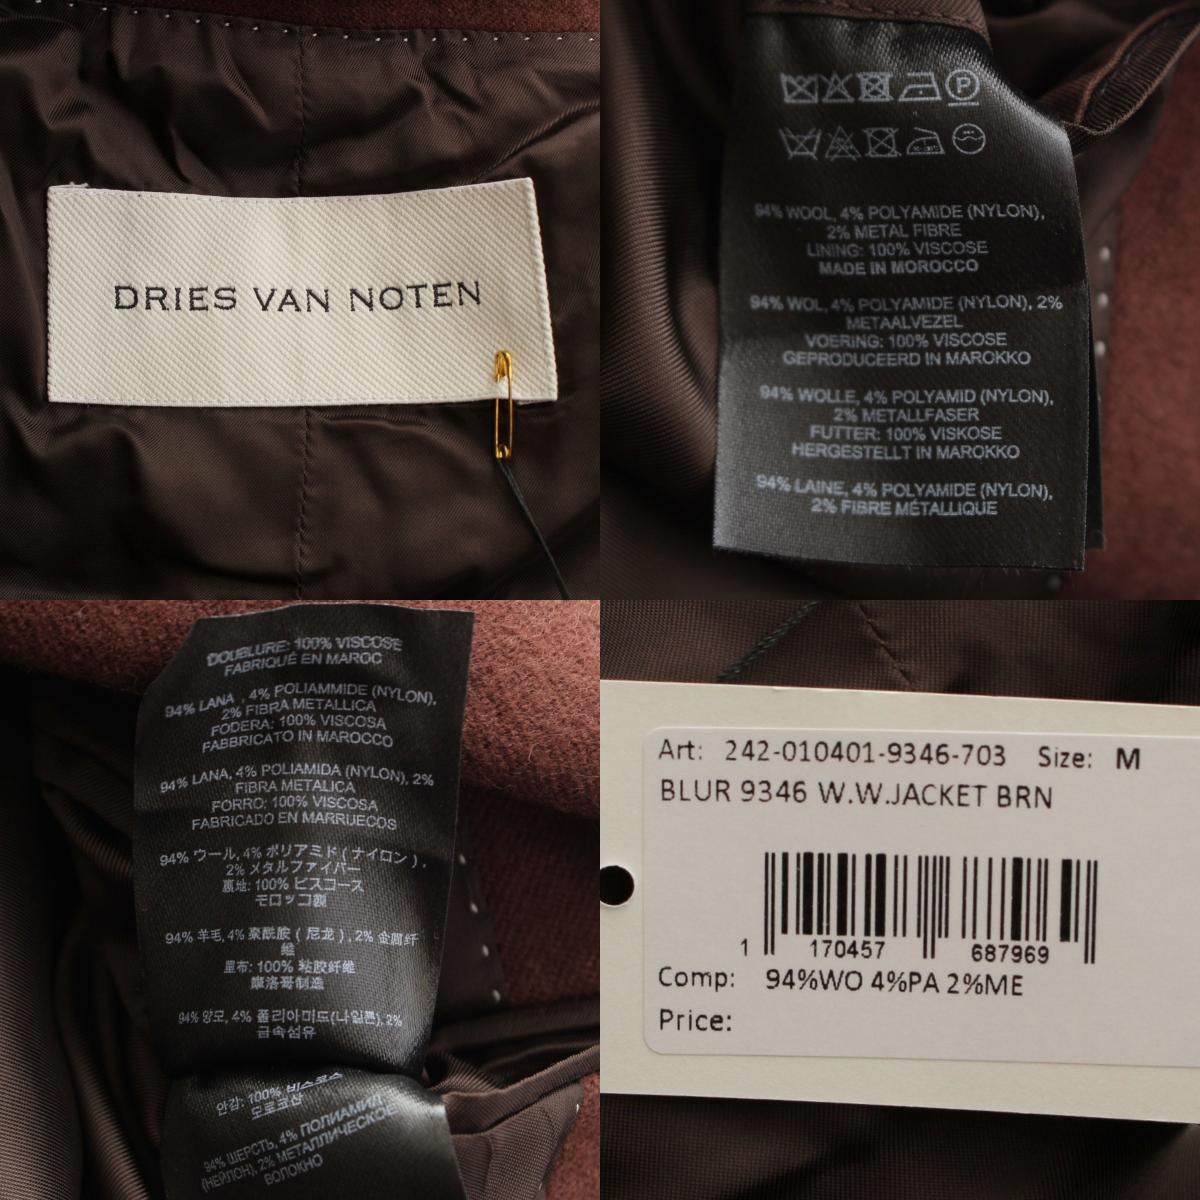 DRIES VAN NOTEN
94% WOOL, 4% POLYAMIDE (NYLON),
2% METAL FIBRE
LINING: 100% VISCOSE
MADE IN MOROCCO
94% WOL, 4% POLYAMIDE (NYLON), 2%
METAALVEZEL
VOERING: 100% VISCOSE
GEPRODUCEERD IN MAROKKO
94% WOLLE, 4% POLYAMID (NYLON),
2% METALLFASER
FUTTER: 100% VISKOSE
HERGESTELLT IN MAROKKO
94% LAINE, 4% POLYAMIDE (NYLON),
2% FIBRE MÉTALLIQUE
DOUBLURE: 100% VISCOSE
FABRIQUÉ EN MAROC
94% LANA, 4% POLIAMMIDE (NYLON),
2% FIBRA METALLICA
FODERA: 100% VISCOSA
FABBRICATO IN MAROCCO
94% LANA, 4% POLIAMIDA (NYLON), 2%
FIBRA METALICA
FORRO: 100% VISCOSA
FABRICADO EN MARRUECOS
94% ウール, 4% ポリアミド ( ナイロン ) ,
2% メタルファイバー
裏地: 100% ビスコース
モロッコ製
94% 羊毛, 4% 聚酰胺 ( 尼龙 ) , 2% 金属纤
维
里布: 100% 粘胶纤维
摩洛哥制造
94% 양모, 4% 폴리아미드(나일론), 2%
금속섬유
안감: 100% 비스코스
모로코산
94% ШЕРСТЬ, 4% ПОЛИАМИД
(НЕЙЛОН), 2% МЕТАЛЛИЧЕСКОЕ
ВОЛОКНО
Art: 242-010401-9346-703 Size: M
BLUR 9346 W.W.JACKET BRN
1 170457 687969
Comp: 94%WO 4%PA 2%ME
Price: